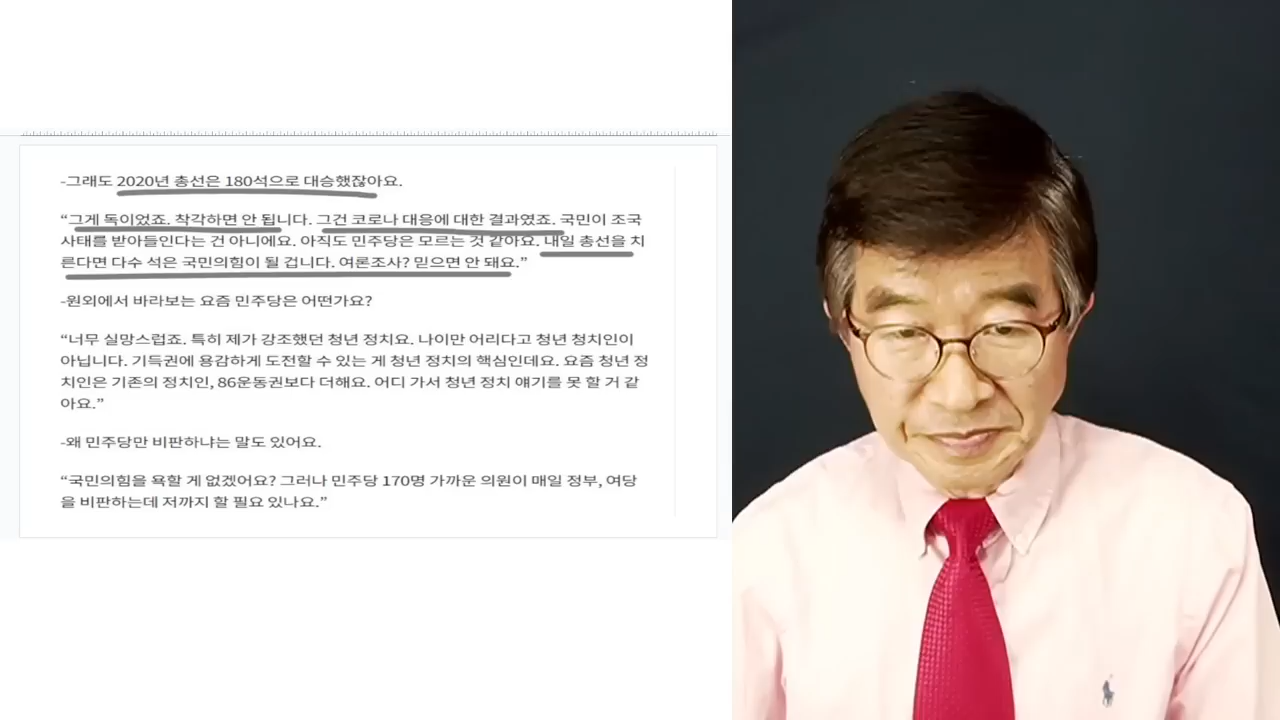 -그래도 2020년 총선은 180석으로 대승했잖아요.
“그게 독이었죠. 착각하면 안 됩니다. 그건 코로나 대응에 대한 결과였죠. 국민이 조국
사태를 받아들인다는 건 아니에요. 아직도 민주당은 모르는 것 같아요. 내일 총선을 치
른다면 다수 석은 국민의힘이 될 겁니다. 여론조사? 믿으면 안 돼요.”
-원외에서 바라보는 요즘 민주당은 어떤가요?
“너무 실망스럽죠. 특히 제가 강조했던 청년 정치요. 나이만 어리다고 청년 청치인이
아닙니다. 기득권에 용감하게 도전할 수 있는 게 청년 정치의 핵심인데요. 요즘 청년 정
치인은 기존의 정치인, 86운동권보다 더해요. 어디 가서 청년 정치 얘기를 못 할 거 같
아요.”
-왜 민주당만 비판하냐는 말도 있어요.
“국민의힘을 욕할 게 없겠어요? 그러나 민주당 170명 가까운 의원이 매일 정부, 여당
을 비판하는데 저까지 할 필요 있나요.”